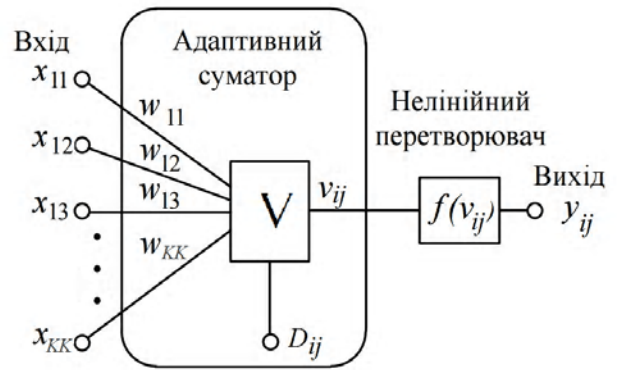 Вхід
Адаптивний
суматор
x11
w11
x12
w12
x13
w13
wKK
xKK
V
vij
Dij
Нелінійний
перетворювач
f(vij)
Вихід
yij